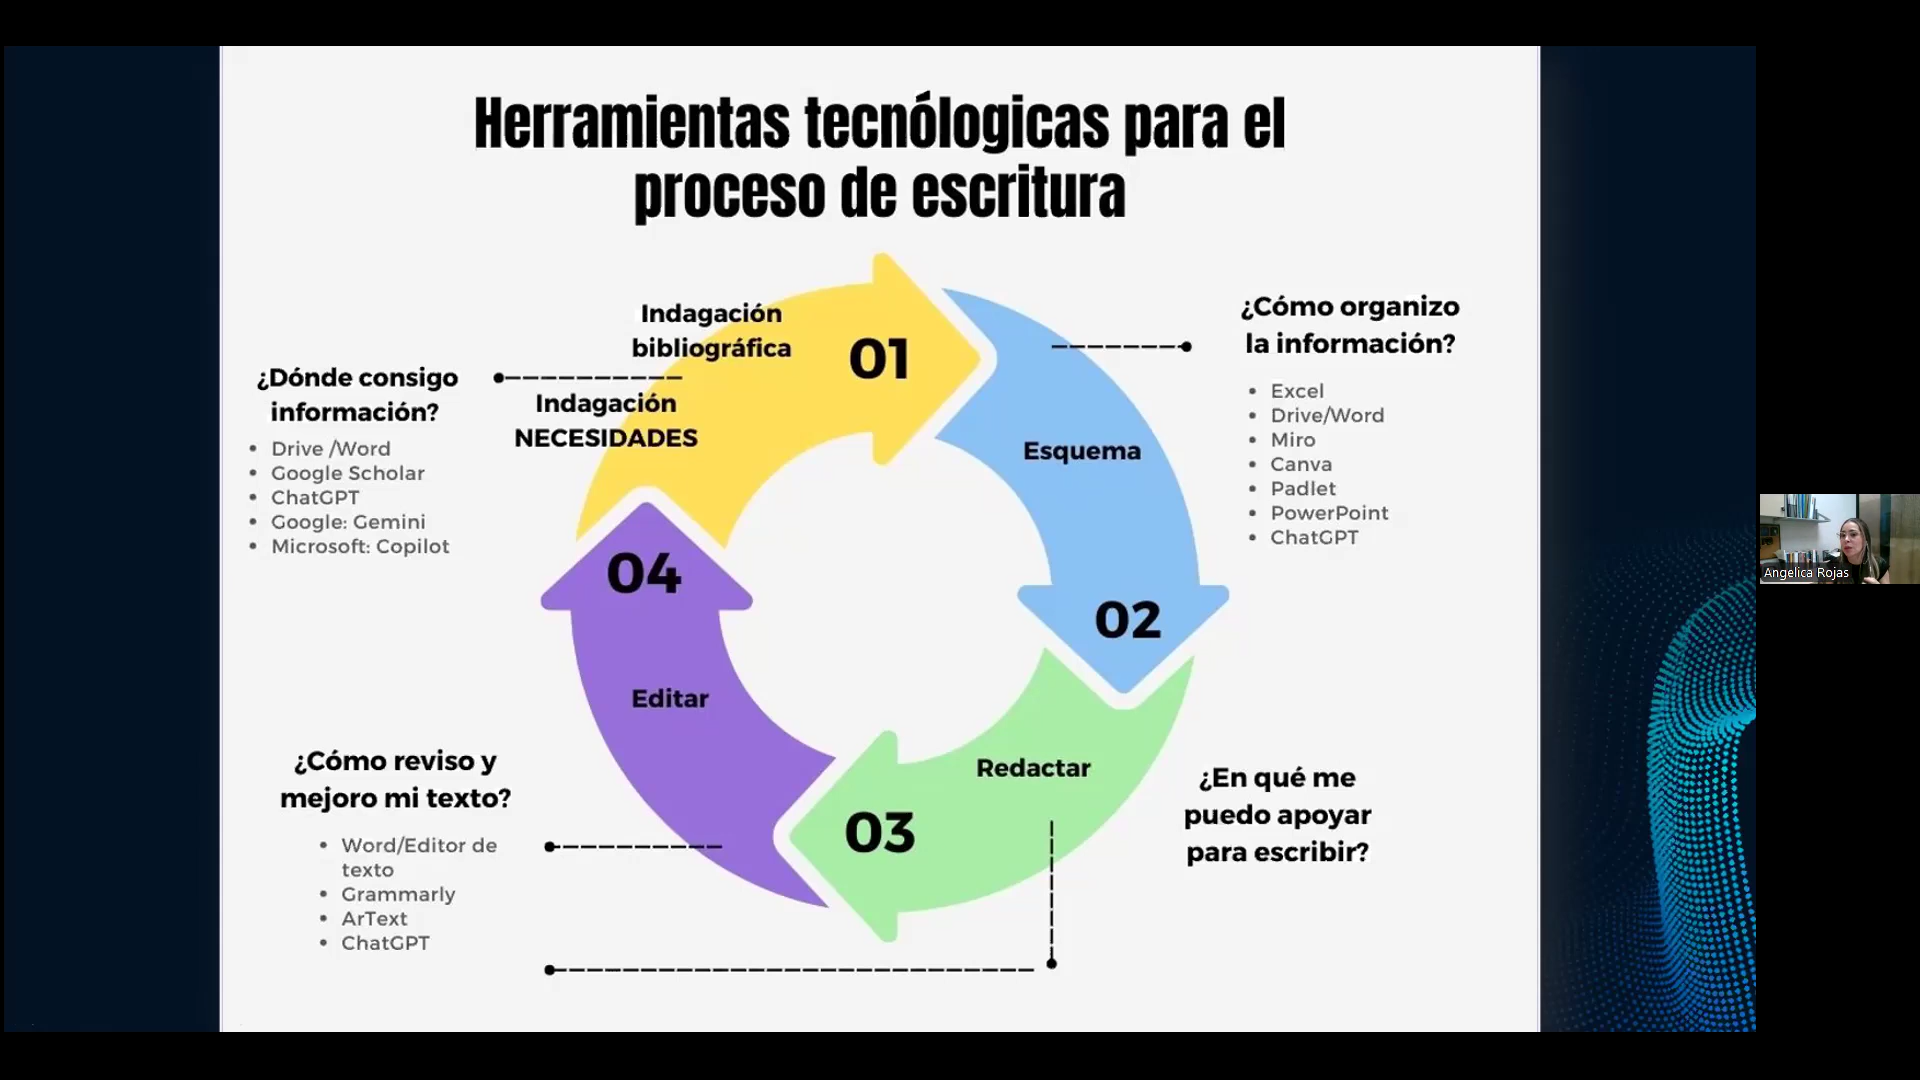 Herramientas tecnólogicas para el
proceso de escritura
Indagación
bibliográfica
01
¿Dónde consigo
información?
Indagación
NECESIDADES
Drive /Word
Google Scholar
ChatGPT
Google: Gemini
Microsoft: Copilot
¿Cómo organizo
la información?
Excel
Drive/Word
Miro
Canva
Padlet
PowerPoint
ChatGPT
Esquema
02
04
Editar
Redactar
03
¿En qué me
puedo apoyar
para escribir?
¿Cómo reviso y
mejoro mi texto?
Word/Editor de
texto
Grammarly
ArText
ChatGPT
Angelica Rojas